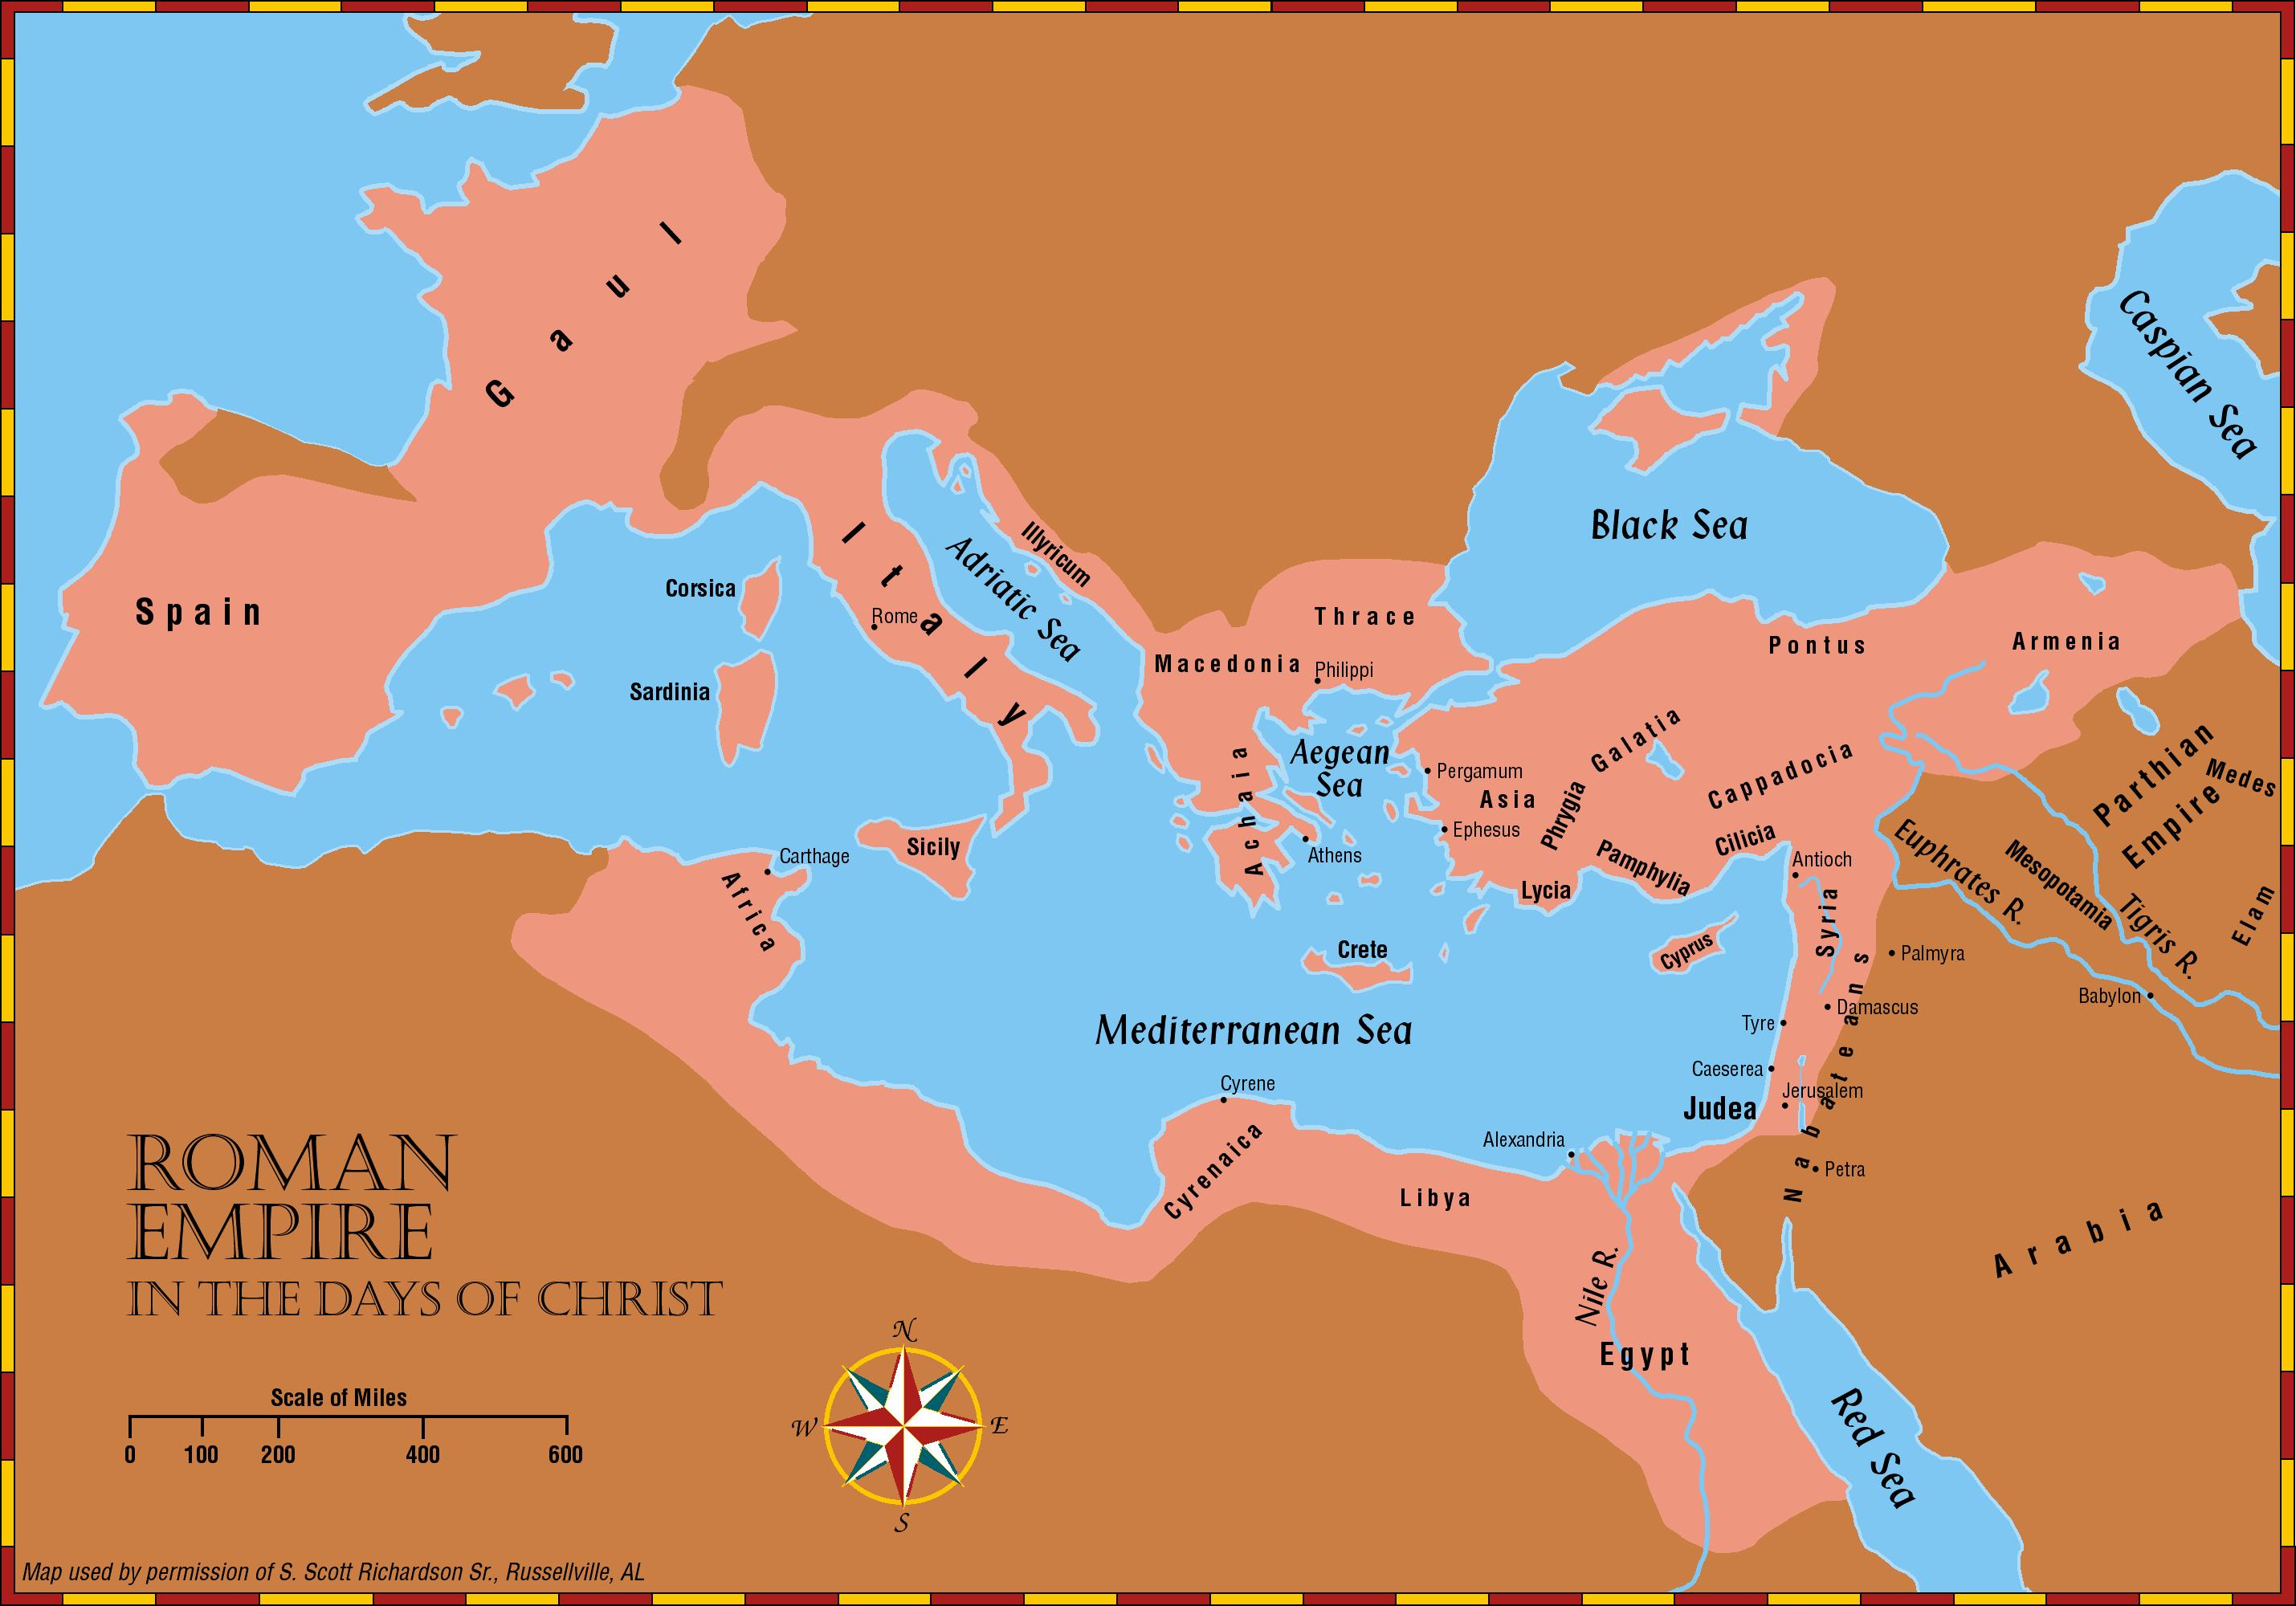 Caspian Sea
Gaul
Black Sea
Illyricum
Adriatic Sea
Italy
Corsica
Spain
Rome
Thrace
Pontus
Armenia
Macedonia
Philippi
Sardinia
Galatia
Aegean
Sea
Achaia
Pergamum
Asia
Phrygia
Cappadocia
Parthian
Empire
Medes
Ephesus
Cilicia
Euphrates R.
Mesopotamia
Sicily
Carthage
Athens
Pamphylia
Antioch
Africa
Lycia
Syria
Tigris R.
Elam
Crete
Cyprus
Palmyra
Babylon
Damascus
Tyre
Mediterranean Sea
Nabateans
Caeserea
Cyrene
Jerusalem
Judea
Alexandria
Cyrenaica
Petra
Libya
Arabia
Nile R.
Egypt
Red Sea
ROMAN
EMPIRE
IN THE DAYS OF CHRIST
Scale of Miles
0 100 200 400 600
N
W E
S
Map used by permission of S. Scott Richardson Sr., Russellville, AL